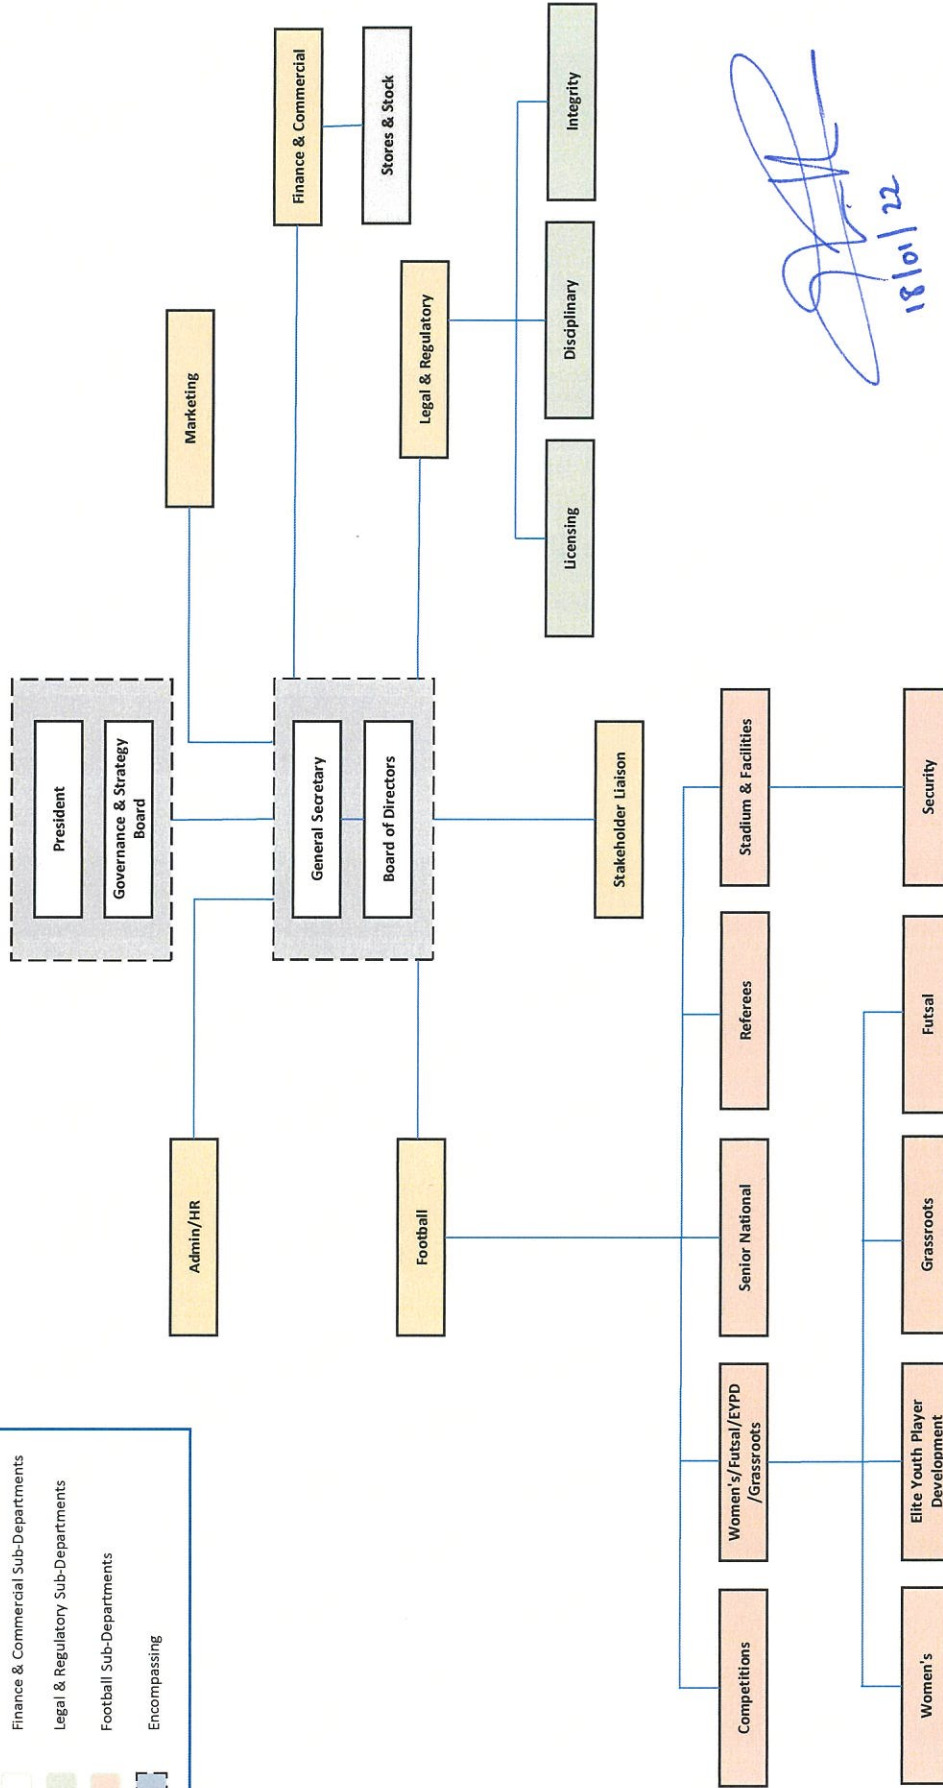 Finance & Commercial Sub-Departments
Legal & Regulatory Sub-Departments
Football Sub-Departments
Encompassing
President
Governance & Strategy
Board
General Secretary
Board of Directors
Admin/HR
Marketing
Finance & Commercial
Stores & Stock
Football
Legal & Regulatory
Licensing
Disciplinary
Integrity
Stakeholder Liaison
Competitions
Women's/Futsal/EYPD
/Grassroots
Senior National
Referees
Stadium & Facilities
Women's
Elite Youth Player
Development
Grassroots
Futsal
Security
18/01/22